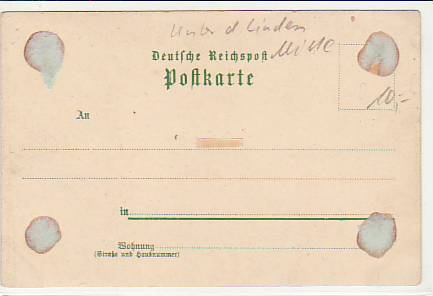 Unter d Linden
Mitte
Deutsche Reichspost
Postkarte
10,-
An
in
Wohnung
(Straße und Hausnummer)